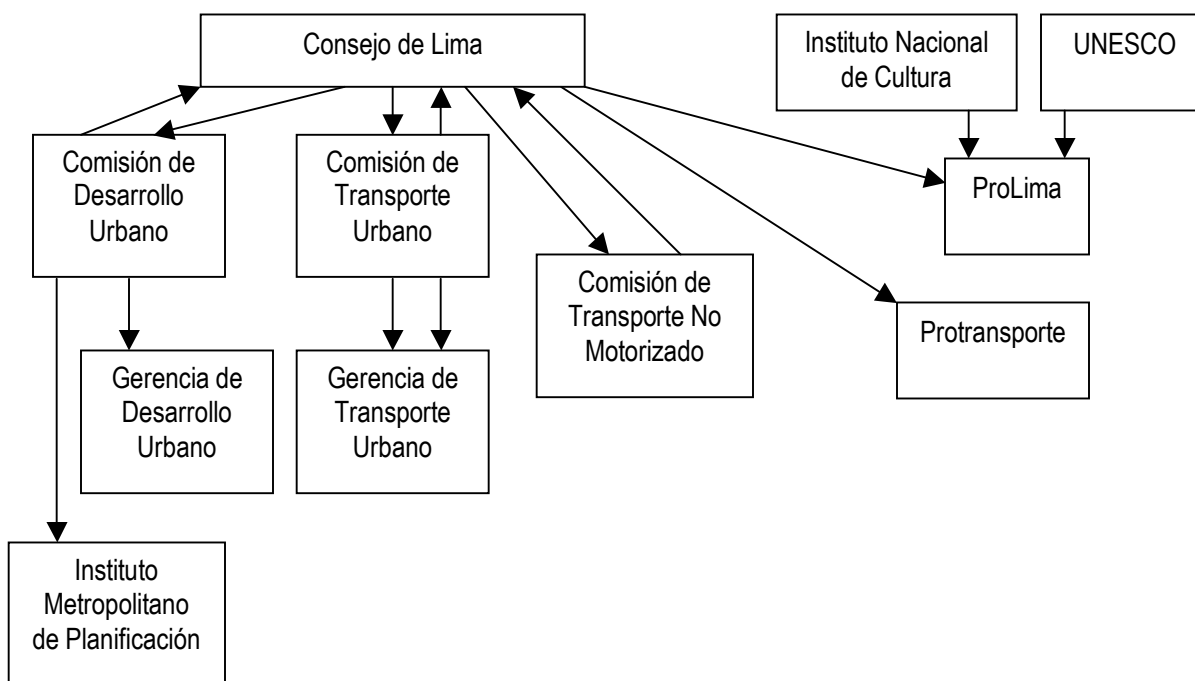 Consejo de Lima
Instituto Nacional
de Cultura
UNESCO
Comisión de
Desarrollo
Urbano
Comisión de
Transporte
Urbano
ProLima
Comisión de
Transporte No
Motorizado
Protransporte
Gerencia de
Desarrollo
Urbano
Gerencia de
Transporte
Urbano
Instituto
Metropolitano
de Planificación